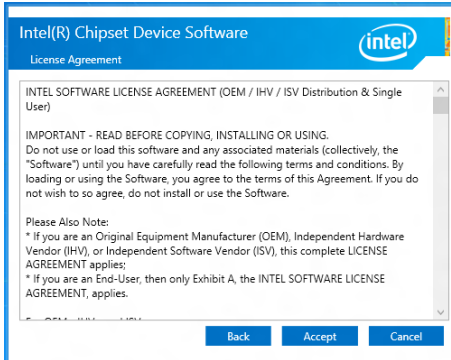 Intel(R) Chipset Device Software
intel
License Agreement
INTEL SOFTWARE LICENSE AGREEMENT (OEM / IHV / ISV Distribution & Single
User)
IMPORTANT - READ BEFORE COPYING, INSTALLING OR USING.
Do not use or load this software and any associated materials (collectively, the
"Software") until you have carefully read the following terms and conditions. By
loading or using the Software, you agree to the terms of this Agreement. If you do
not wish to so agree, do not install or use the Software.
Please Also Note:
* If you are an Original Equipment Manufacturer (OEM), Independent Hardware
Vendor (IHV), or Independent Software Vendor (ISV), this complete LICENSE
AGREEMENT applies;
* If you are an End-User, then only Exhibit A, the INTEL SOFTWARE LICENSE
AGREEMENT, applies.
Back
Accept
Cancel